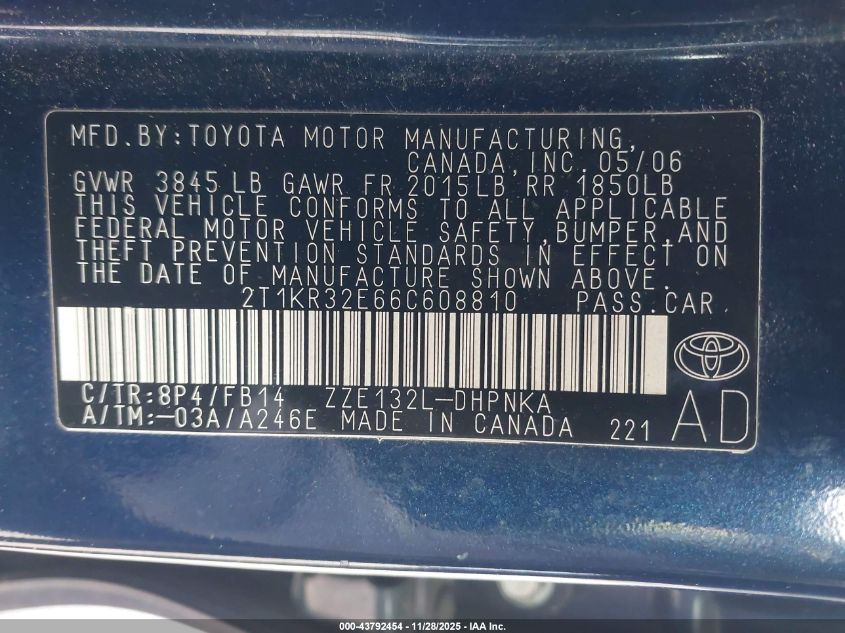 MFD.BY:TOYOTA MOTOR MANUFACTURING,
CANADA,INC.05/06
GVWR 3845LB GAWR FR 2015LB RR 1850LB
THIS VEHICLE CONFORMS TO ALL APPLICABLE
FEDERAL MOTOR VEHICLE SAFETY,BUMPER,AND
THEFT PREVENTION STANDARDS IN EFFECT ON
THE DATE OF MANUFACTURE SHOWN ABOVE.
2T1KR32E66C608810 PASS.CAR
C/TR:8P4/FB14 ZZE132L-DHPNKA
A/TM:-03A/A246E MADE IN CANADA 221 AD
000-43792454 - 11/28/2025 - IAA Inc.